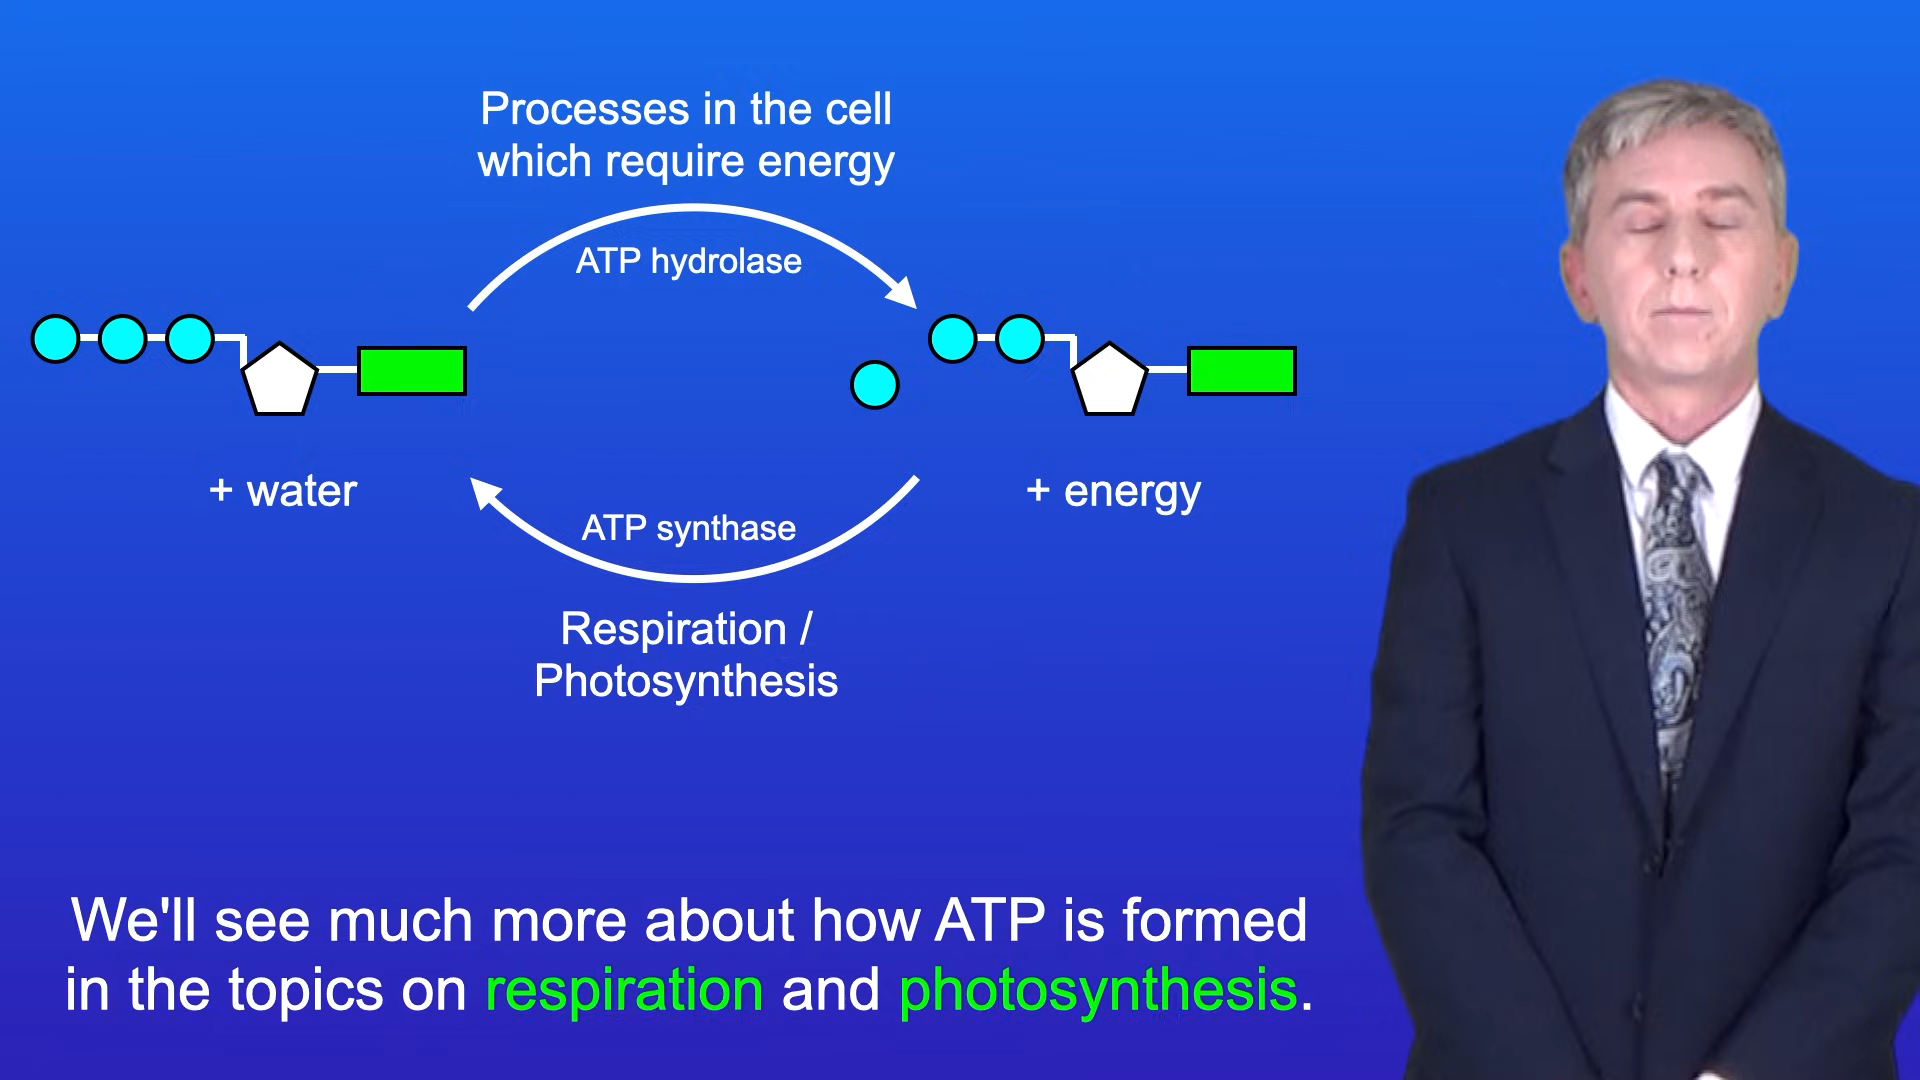 Processes in the cell
which require energy
ATP hydrolase
+ water
+ energy
ATP synthase
Respiration /
Photosynthesis
We'll see much more about how ATP is formed
in the topics on respiration and photosynthesis.